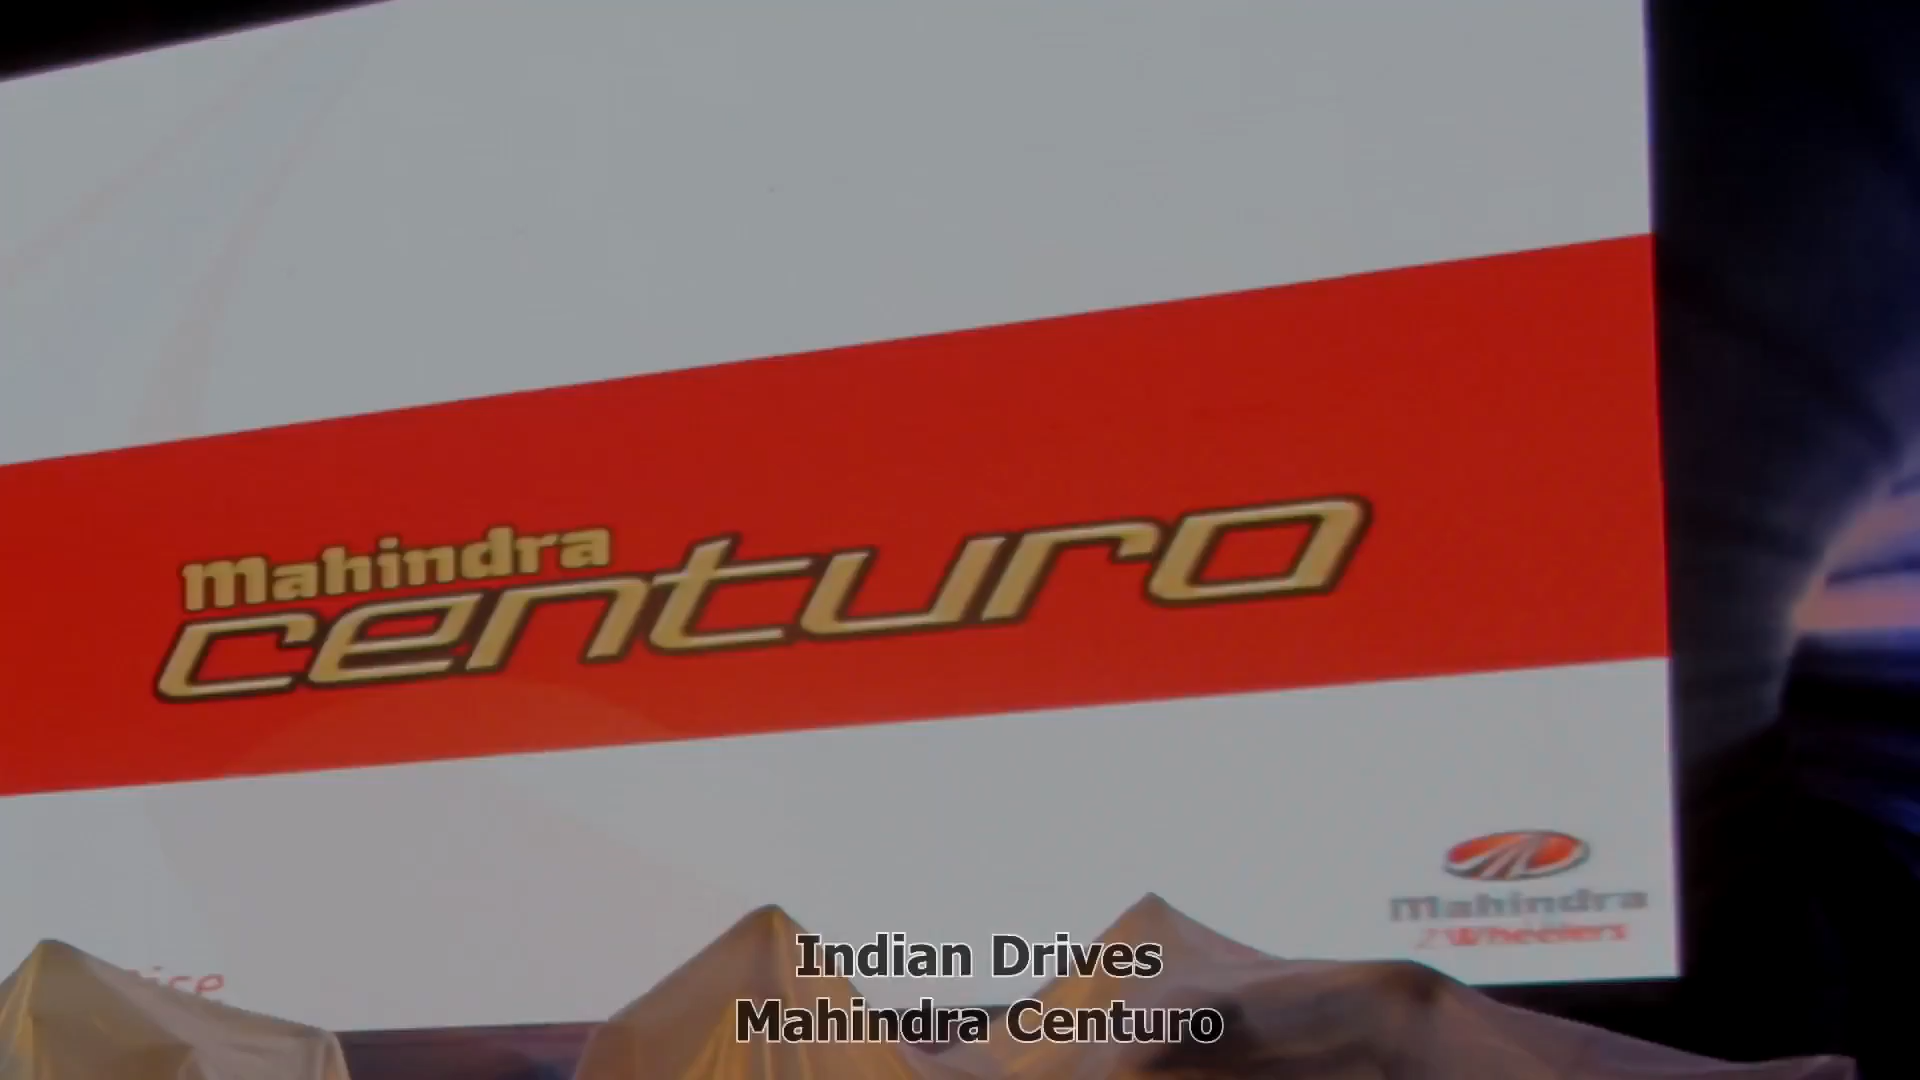 Mahindra
centuro
Mahindra
2 Wheelers
Indian Drives
Mahindra Centuro